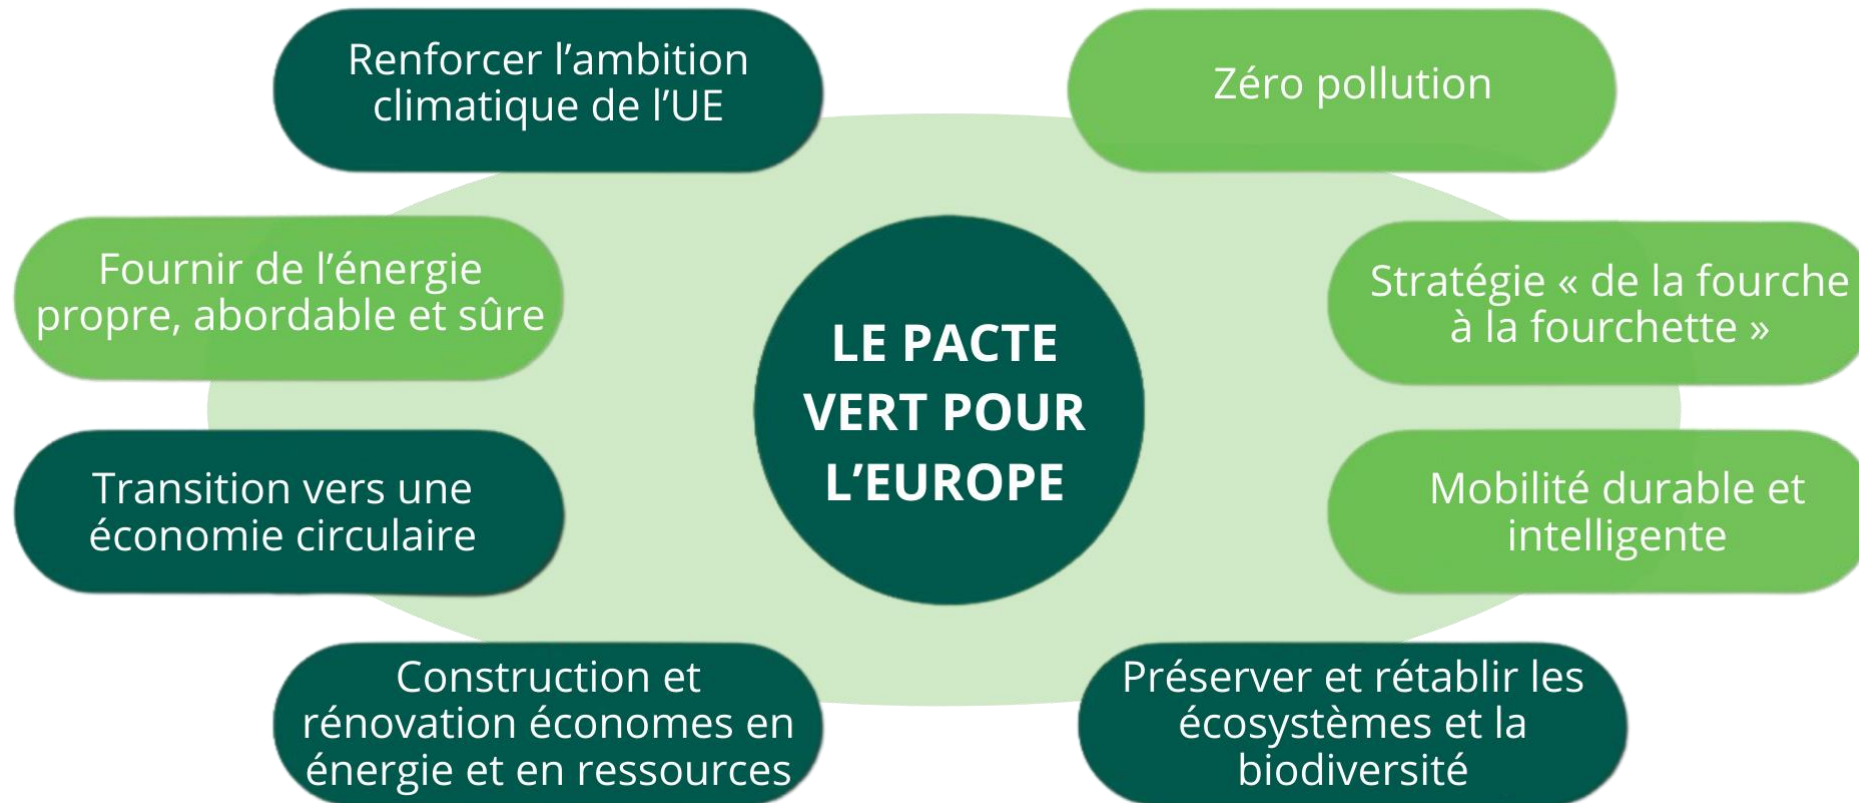 Renforcer l’ambition
climatique de l’UE
Zéro pollution
Fournir de l’énergie
propre, abordable et sûre
Stratégie « de la fourche
à la fourchette »
LE PACTE
VERT POUR
L’EUROPE
Transition vers une
économie circulaire
Mobilité durable et
intelligente
Construction et
rénovation économes en
énergie et en ressources
Préserver et rétablir les
écosystèmes et la
biodiversité